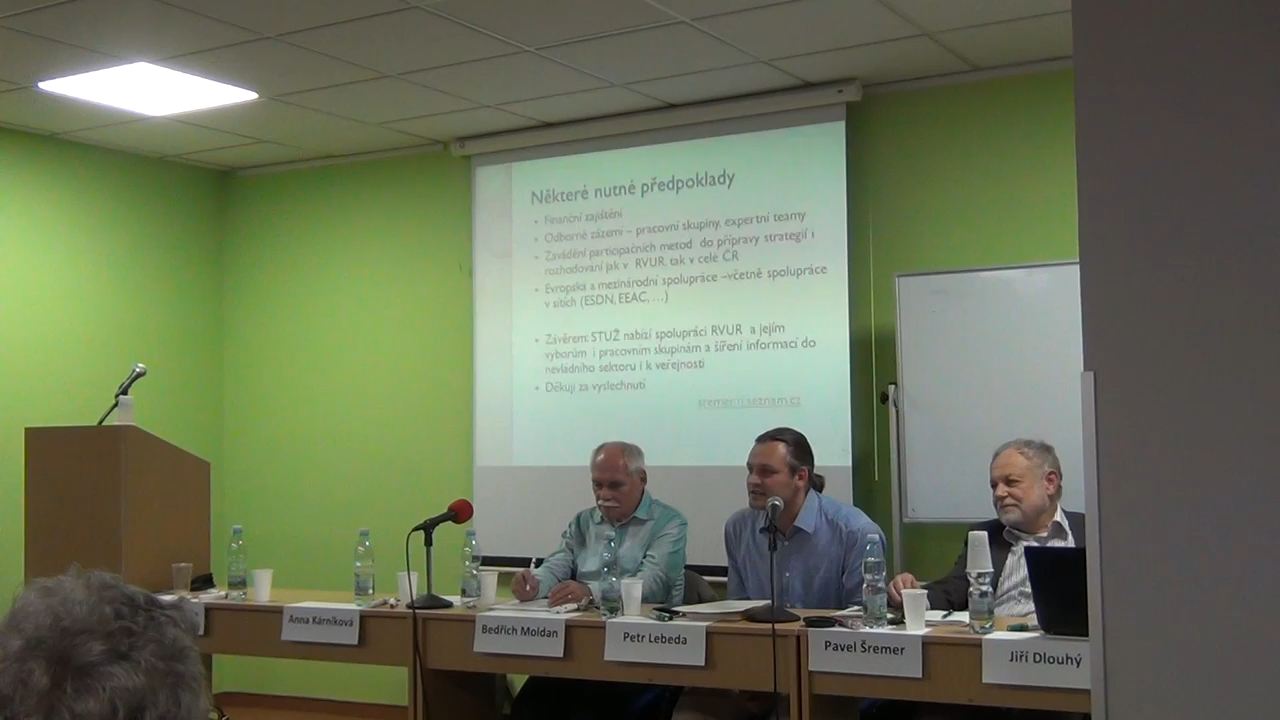 Některé nutné předpoklady
• Finanční zajištění
• Odborné zázemí – pracovní skupiny, expertní teamy
• Zavádění participačních metod do přípravy strategií i
rozhodování jak v RVUR, tak v celé ČR
• Evropská a mezinárodní spolupráce –včetně spolupráce
v sítích (ESDN, EEAC, …)
• Závěrem: STUŽ nabízí spolupráci RVUR a jejím
výborům i pracovním skupinám a šíření informací do
nevládního sektoru i k veřejnosti
• Děkuji za vyslechnutí
seznam.cz
Anna Kárníková
Bedřich Moldan
Petr Lebeda
Pavel Šremer
Jiří Dlouhý